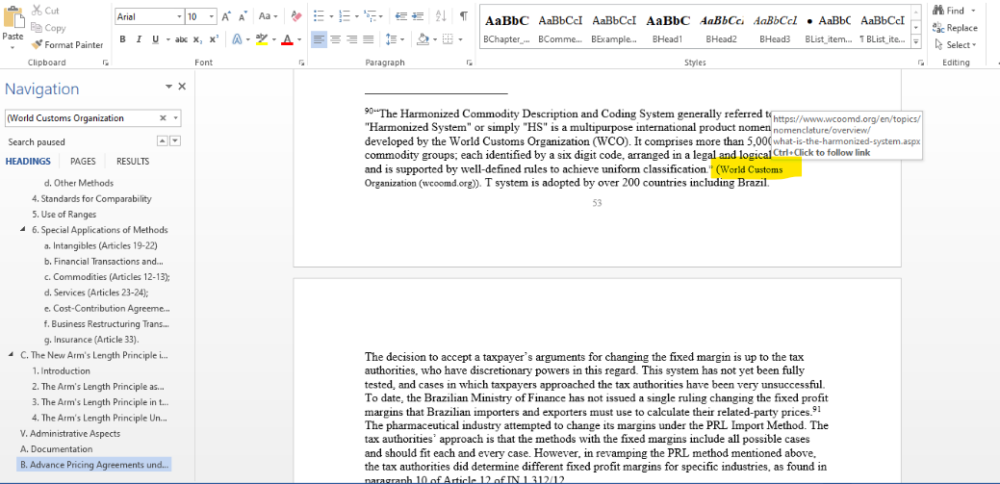 Cut
Copy
Paste
Format Painter
Clipboard
Arial
10
A A
Aa
B I U abc x₂ x²
A ab A
Font
Paragraph
AaBbC AaBbCcI AaBbCcI AaBbC AaBbCc AaBbCcL • AaBbC AaBbCcI
BChapter_... BComme... BExample... BHead1 BHead2 BHead3 BList_item... ¶ BList_ite...
Styles
Find
Replace
Select
Editing
Navigation
(World Customs Organization
Search paused
HEADINGS PAGES RESULTS
d. Other Methods
4. Standards for Comparability
5. Use of Ranges
6. Special Applications of Methods
a. Intangibles (Articles 19-22)
b. Financial Transactions and...
c. Commodities (Articles 12-13);
d. Services (Articles 23-24);
e. Cost-Contribution Agreeme...
f. Business Restructuring Trans...
g. Insurance (Article 33).
C. The New Arm's Length Principle i...
1. Introduction
2. The Arm's Length Principle as...
3. The Arm's Length Principle in t...
4. The Arm's Length Principle Un...
V. Administrative Aspects
A. Documentation
B. Advance Pricing Agreements und...
90“The Harmonized Commodity Description and Coding System generally referred t
"Harmonized System" or simply "HS" is a multipurpose international product nomen
developed by the World Customs Organization (WCO). It comprises more than 5,000
commodity groups; each identified by a six digit code, arranged in a legal and logical
and is supported by well-defined rules to achieve uniform classification.” (World Customs
Organization (wcoomd.org)). T system is adopted by over 200 countries including Brazil.
https://www.wcoomd.org/en/topics/
nomenclature/overview/
what-is-the-harmonized-system.aspx
Ctrl+Click to follow link
53
The decision to accept a taxpayer’s arguments for changing the fixed margin is up to the tax
authorities, who have discretionary powers in this regard. This system has not yet been fully
tested, and cases in which taxpayers approached the tax authorities have been very unsuccessful.
To date, the Brazilian Ministry of Finance has not issued a single ruling changing the fixed profit
margins that Brazilian importers and exporters must use to calculate their related-party prices.91
The pharmaceutical industry attempted to change its margins under the PRL Import Method. The
tax authorities’ approach is that the methods with the fixed margins include all possible cases
and should fit each and every case. However, in revamping the PRL method mentioned above,
the tax authorities did determine different fixed profit margins for specific industries, as found in
paragraph 10 of Article 12 of IN 1.312/12